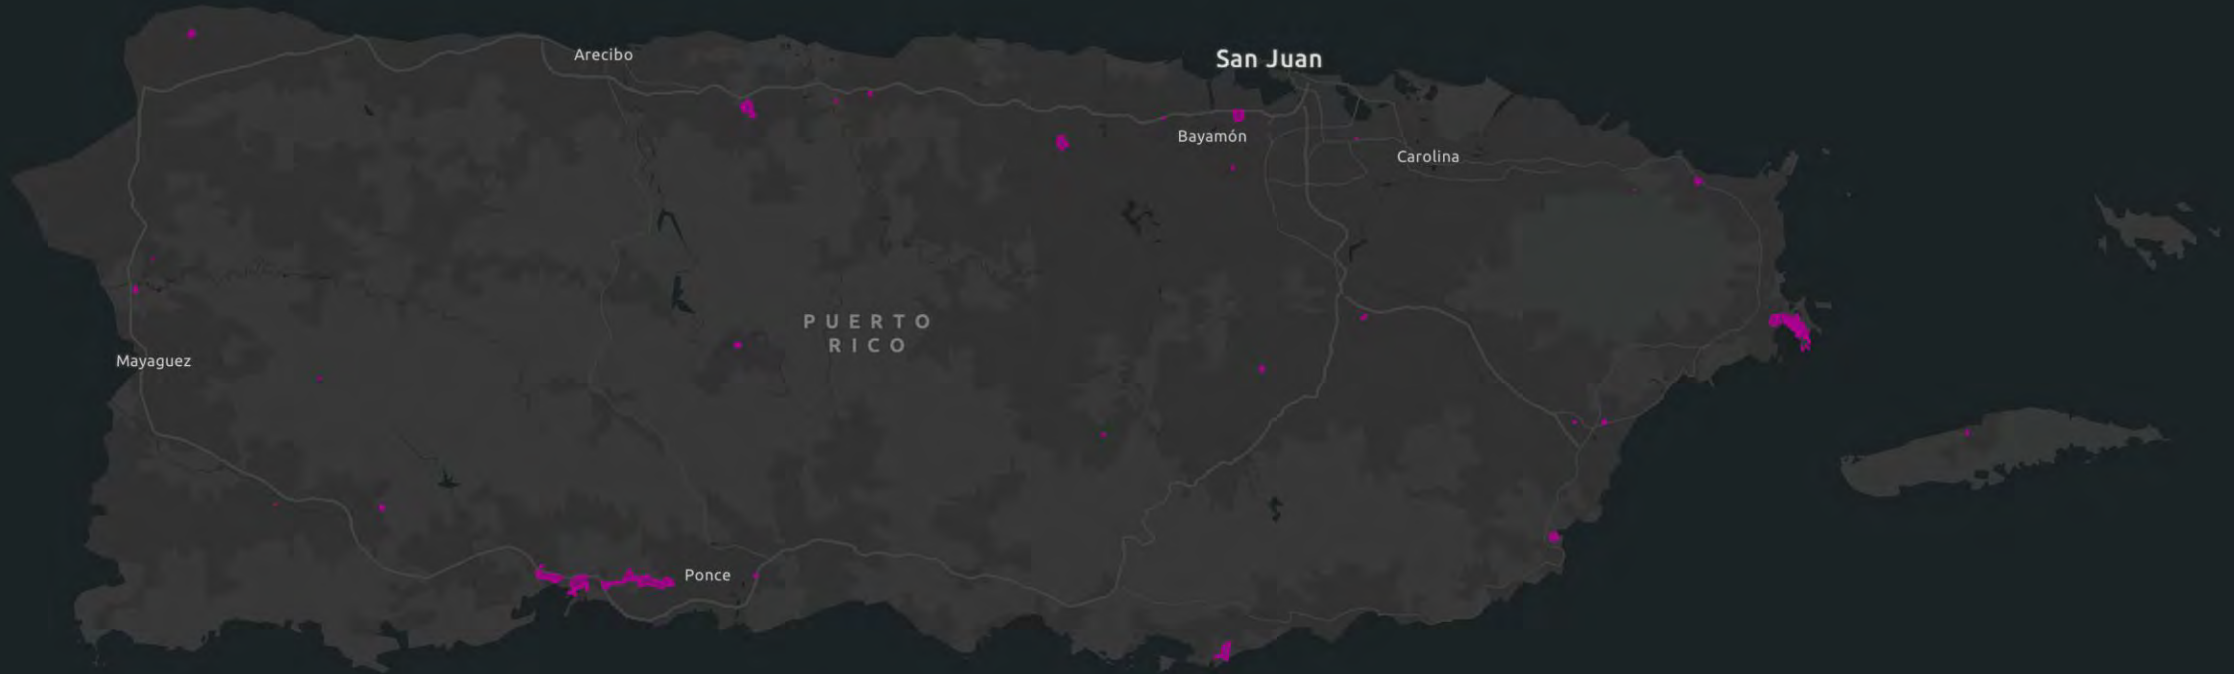 Arecibo
San Juan
Bayamón
Carolina
PUERTO
RICO
Mayaguez
Ponce